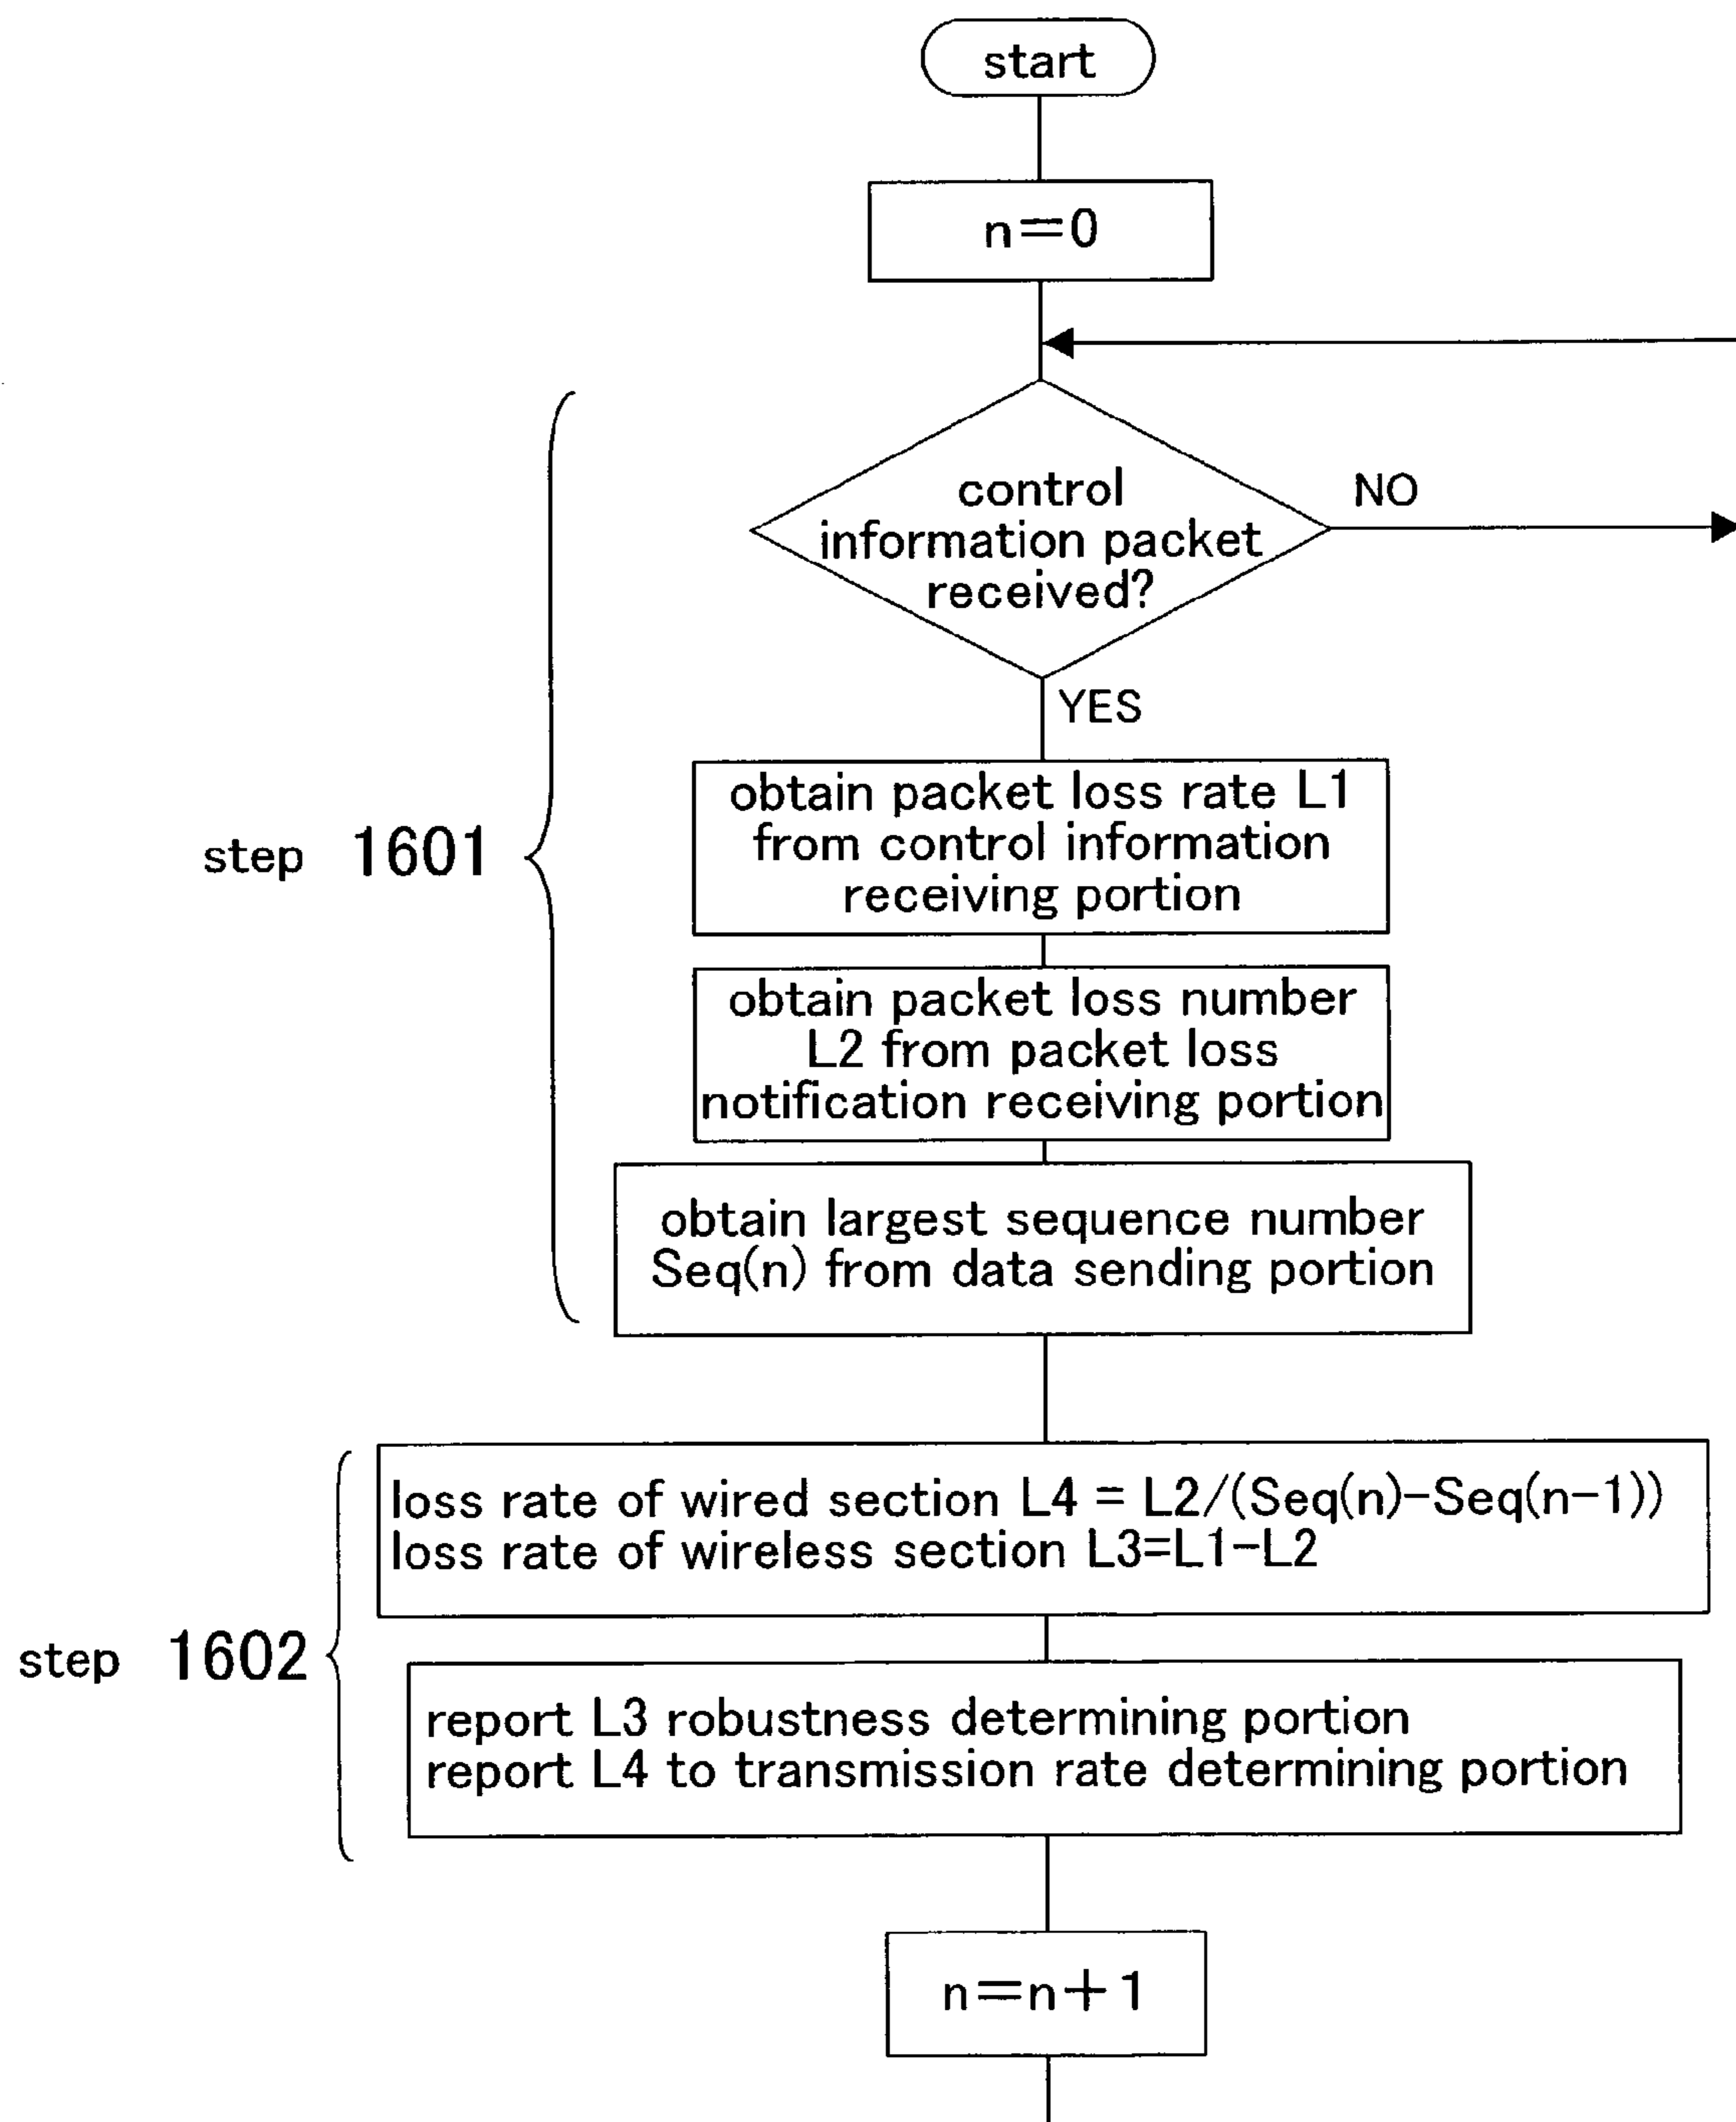 start
n=0
control
information packet
received?
NO
YES
step 1601
obtain packet loss rate L1
from control information
receiving portion
obtain packet loss number
L2 from packet loss
notification receiving portion
obtain largest sequence number
Seq(n) from data sending portion
step 1602
loss rate of wired section L4 = L2/(Seq(n)-Seq(n-1))
loss rate of wireless section L3=L1-L2
report L3 robustness determining portion
report L4 to transmission rate determining portion
n=n+1